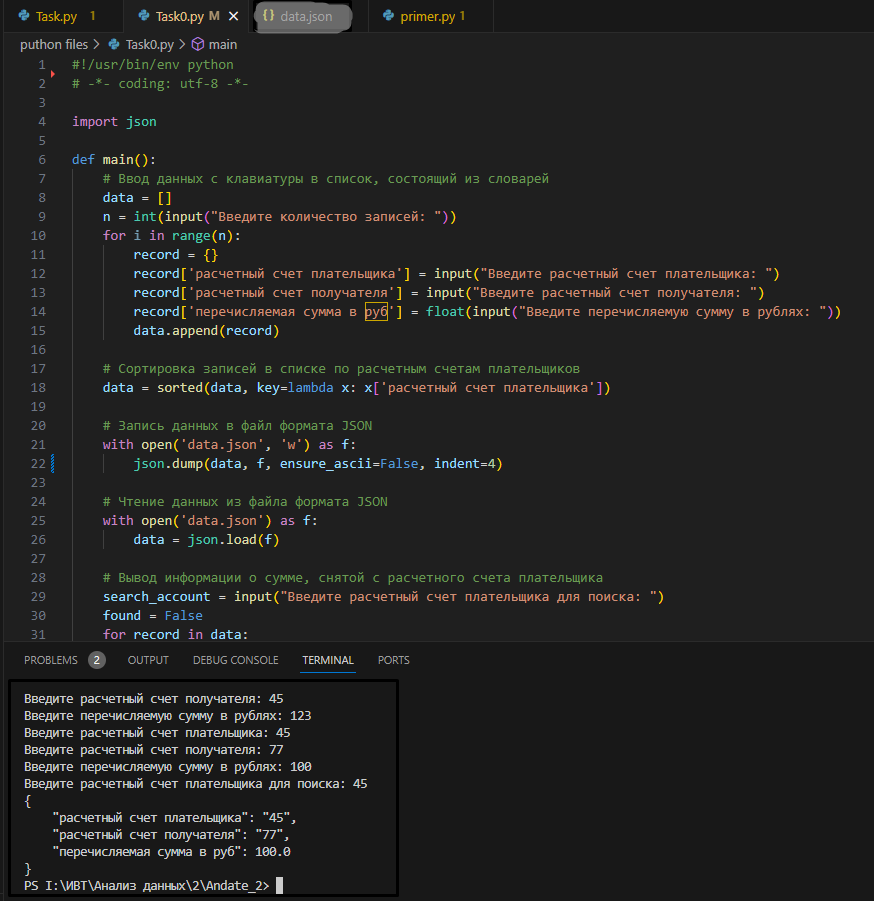 Task.py 1 Task0.py M data.json primer.py 1
puthon files > Task0.py > main
1 #!/usr/bin/env python
2 # -*- coding: utf-8 -*-
3
4 import json
5
6 def main():
7 # Ввод данных с клавиатуры в список, состоящий из словарей
8 data = []
9 n = int(input("Введите количество записей: "))
10 for i in range(n):
11 record = {}
12 record['расчетный счет плательщика'] = input("Введите расчетный счет плательщика: ")
13 record['расчетный счет получателя'] = input("Введите расчетный счет получателя: ")
14 record['перечисляемая сумма в руб'] = float(input("Введите перечисляемую сумму в рублях: "))
15 data.append(record)
16
17 # Сортировка записей в списке по расчетным счетам плательщиков
18 data = sorted(data, key=lambda x: x['расчетный счет плательщика'])
19
20 # Запись данных в файл формата JSON
21 with open('data.json', 'w') as f:
22 json.dump(data, f, ensure_ascii=False, indent=4)
23
24 # Чтение данных из файла формата JSON
25 with open('data.json') as f:
26 data = json.load(f)
27
28 # Вывод информации о сумме, снятой с расчетного счета плательщика
29 search_account = input("Введите расчетный счет плательщика для поиска: ")
30 found = False
31 for record in data:
PROBLEMS 2 OUTPUT DEBUG CONSOLE TERMINAL PORTS
Введите расчетный счет получателя: 45
Введите перечисляемую сумму в рублях: 123
Введите расчетный счет плательщика: 45
Введите расчетный счет получателя: 77
Введите перечисляемую сумму в рублях: 100
Введите расчетный счет плательщика для поиска: 45
{
"расчетный счет плательщика": "45",
"расчетный счет получателя": "77",
"перечисляемая сумма в руб": 100.0
}
PS I:\ИВТ\Анализ данных\2\Andate_2>